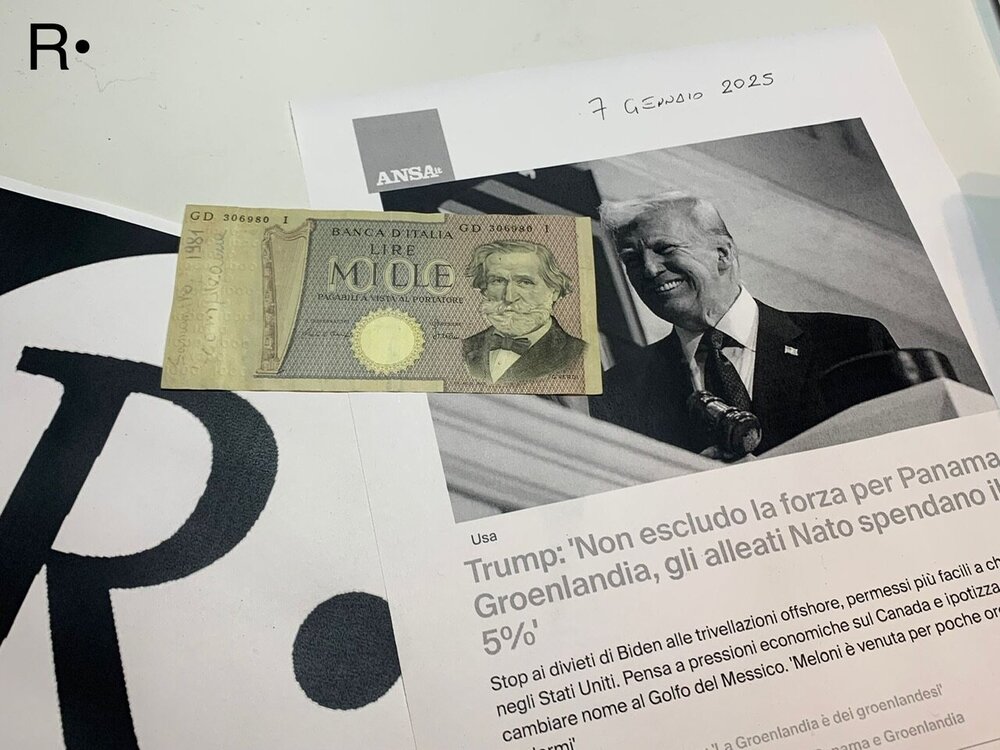 R•
7 GENNAIO 2025
ANSA.it
GD 306980 I
BANCA D'ITALIA
GD 306980 I
LIRE
MILLE
1000
PAGABILI A VISTA AL PORTATORE
1981
R.
Usa
Trump: 'Non escludo la forza per Panama
Groenlandia, gli alleati Nato spendano il
5%'
Stop ai divieti di Biden alle trivellazioni offshore, permessi più facili a
negli Stati Uniti. Pensa a pressioni economiche sul Canada e ipotizza
cambiare nome al Golfo del Messico. 'Meloni è venuta per poche
'La Groenlandia è dei groenlandesi'
e Groenlandia